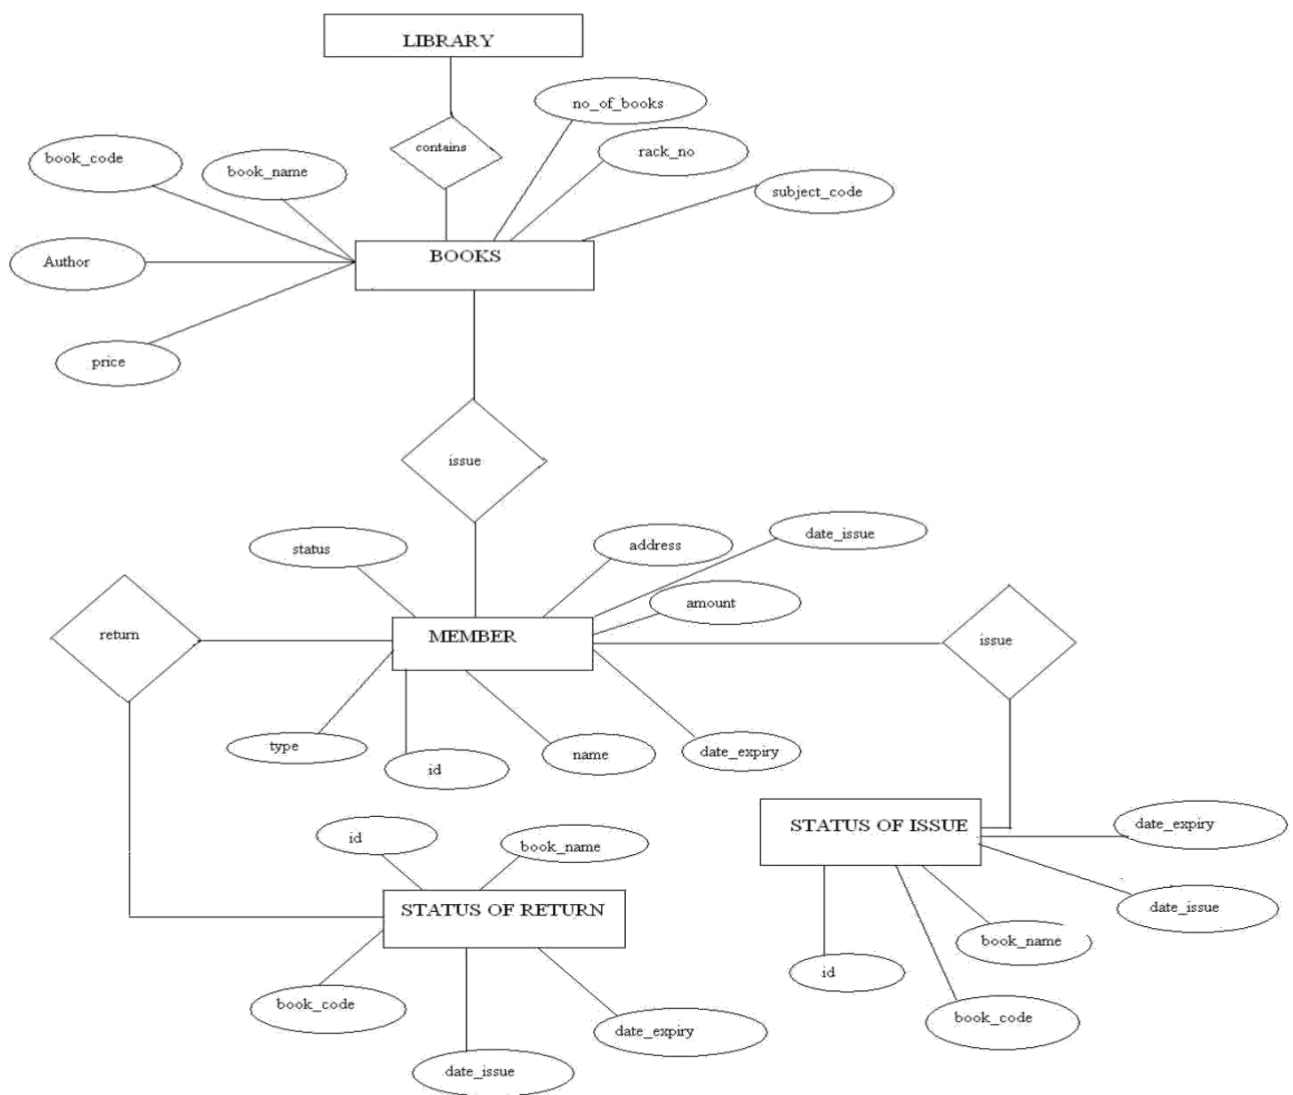 LIBRARY
no_of_books
contains
rack_no
book_code
book_name
subject_code
BOOKS
Author
price
issue
date_issue
status
address
amount
return
MEMBER
issue
type
id
name
date_expiry
id
book_name
STATUS OF ISSUE
date_expiry
STATUS OF RETURN
date_issue
book_name
id
book_code
book_code
date_expiry
date_issue